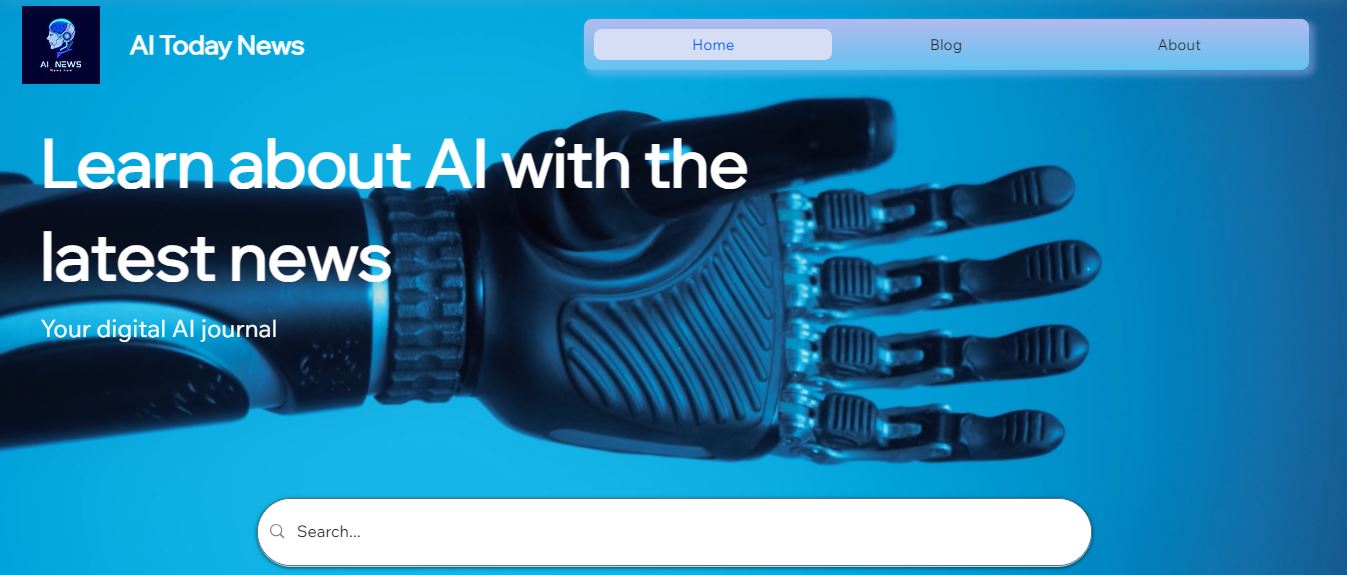 AI NEWS
AI Today News
Home
Blog
About
Learn about AI with the
latest news
Your digital AI journal
Search...